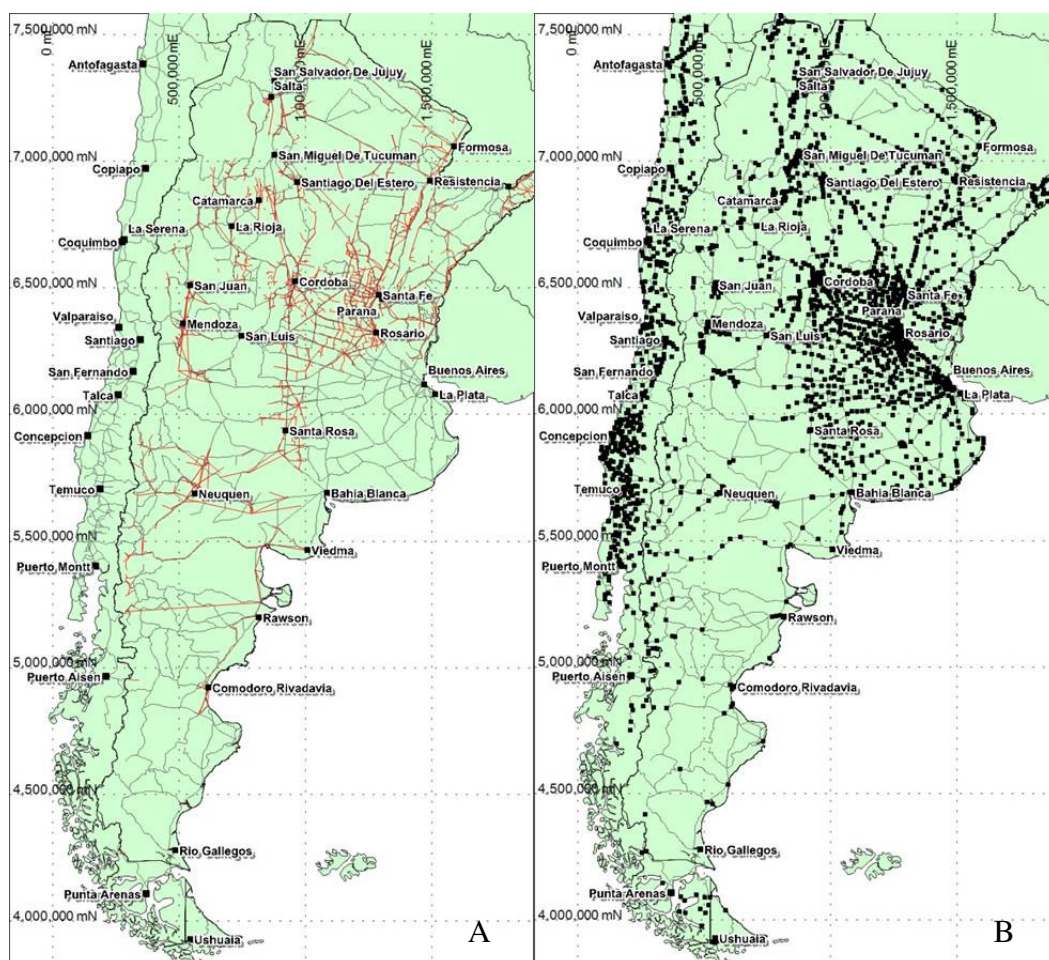 0 mE
500,000 mE
1,000,000 mE
1,500,000 mE
7,500,000 mN
Antofagasta
San Salvador De Jujuy
Salta
7,000,000 mN
San Miguel De Tucuman
Formosa
Copiapo
Santiago Del Estero
Resistencia
Catamarca
La Serena
La Rioja
Coquimbo
6,500,000 mN
San Juan
Cordoba
Santa Fe
Parana
Valparaiso
Mendoza
San Luis
Rosario
Santiago
San Fernando
Buenos Aires
Talca
La Plata
6,000,000 mN
Concepcion
Santa Rosa
Temuco
Neuquen
Bahia Blanca
5,500,000 mN
Viedma
Puerto Montt
Rawson
5,000,000 mN
Puerto Aisen
Comodoro Rivadavia
4,500,000 mN
Rio Gallegos
Punta Arenas
4,000,000 mN
Ushuaia
A
0 mE
500,000 mE
1,500,000 mE
7,500,000 mN
Antofagasta
San Salvador De Jujuy
Salta
7,000,000 mN
San Miguel De Tucuman
Formosa
Copiapo
Santiago Del Estero
Resistencia
Catamarca
La Serena
La Rioja
Coquimbo
6,500,000 mN
San Juan
Cordoba
Santa Fe
Parana
Valparaiso
Mendoza
San Luis
Rosario
Santiago
San Fernando
Buenos Aires
Talca
La Plata
6,000,000 mN
Concepcion
Santa Rosa
Temuco
Neuquen
Bahia Blanca
5,500,000 mN
Viedma
Puerto Montt
Rawson
5,000,000 mN
Puerto Aisen
Comodoro Rivadavia
4,500,000 mN
Rio Gallegos
Punta Arenas
4,000,000 mN
Ushuaia
B